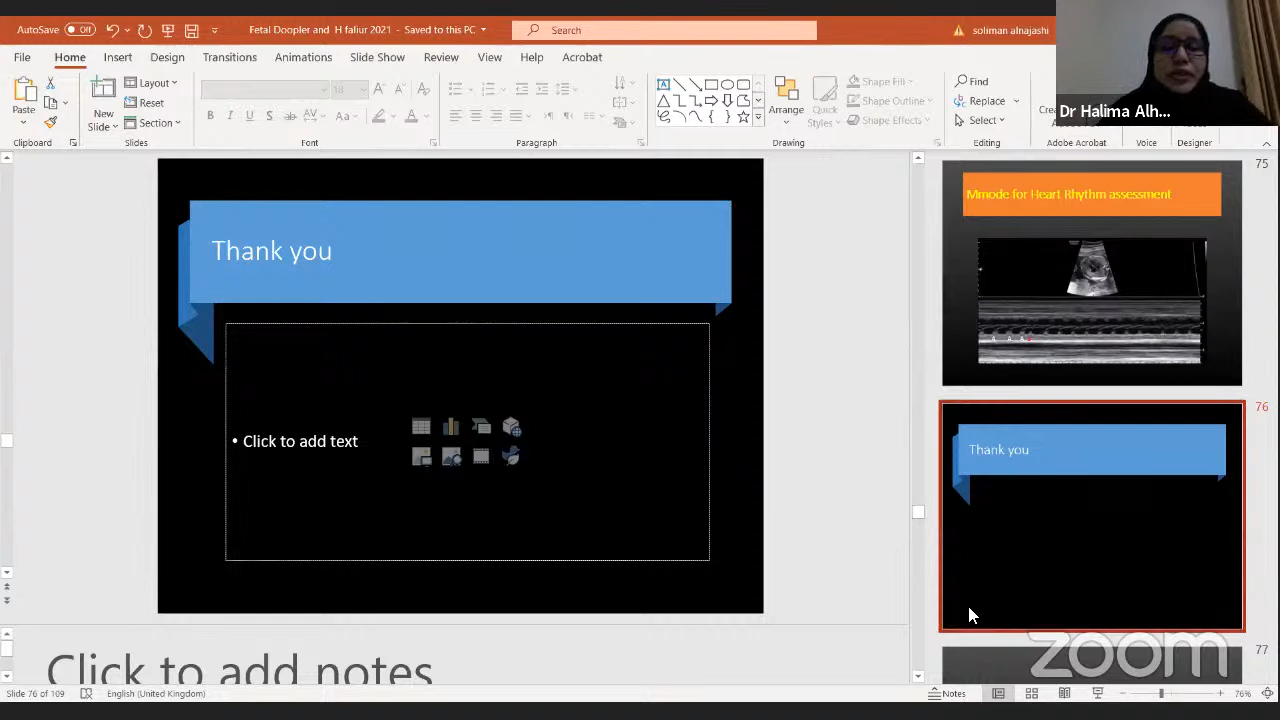 AutoSave Off Fetal Doopler and H faliur 2021 - Saved to this PC Search soliman alnajashi
File Home Insert Design Transitions Animations Slide Show Review View Help Acrobat
Paste
Clipboard
New
Slide
Layout
Reset
Section
Slides
18
Font
Paragraph
Arrange
Quick
Styles
Shape Fill
Shape Outline
Shape Effects
Drawing
Find
Replace
Select
Editing
Adobe Acrobat
Voice
Designer
Dr Halima Alh...
Thank you
• Click to add text
Click to add notes
75
Mmode for Heart Rhythm assessment
76
Thank you
77
zoom
Slide 76 of 109 English (United Kingdom) Notes 76%